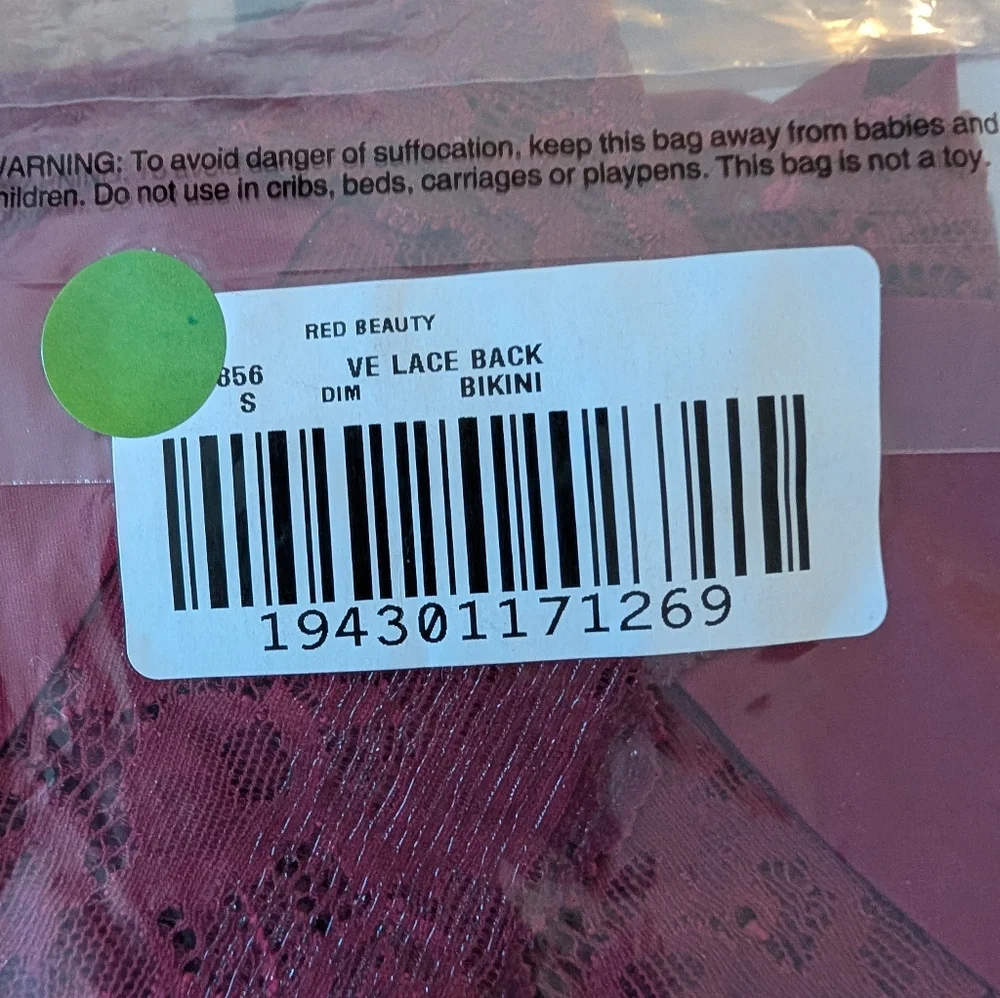 WARNING: To avoid danger of suffocation, keep this bag away from babies and
children. Do not use in cribs, beds, carriages or playpens. This bag is not a toy.
RED BEAUTY
856 VE LACE BACK
S DIM BIKINI
194301171269